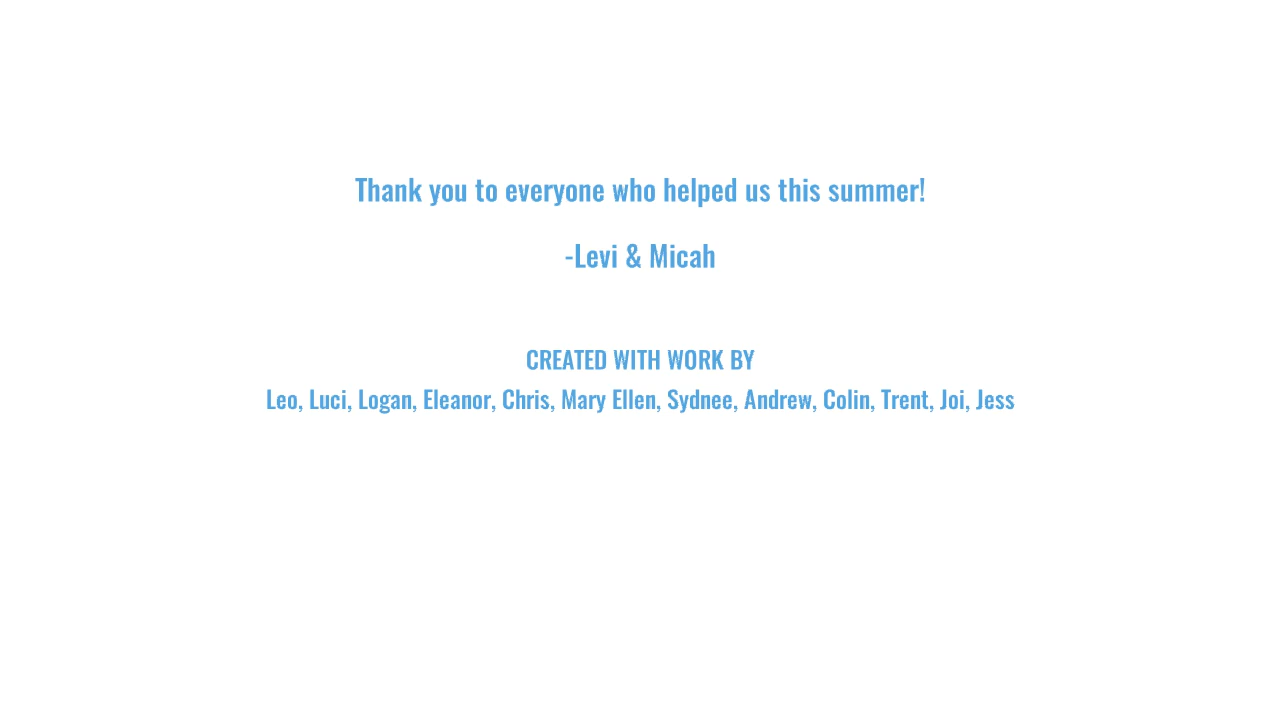 Thank you to everyone who helped us this summer!
-Levi & Micah
CREATED WITH WORK BY
Leo, Luci, Logan, Eleanor, Chris, Mary Ellen, Sydnee, Andrew, Colin, Trent, Joi, Jess